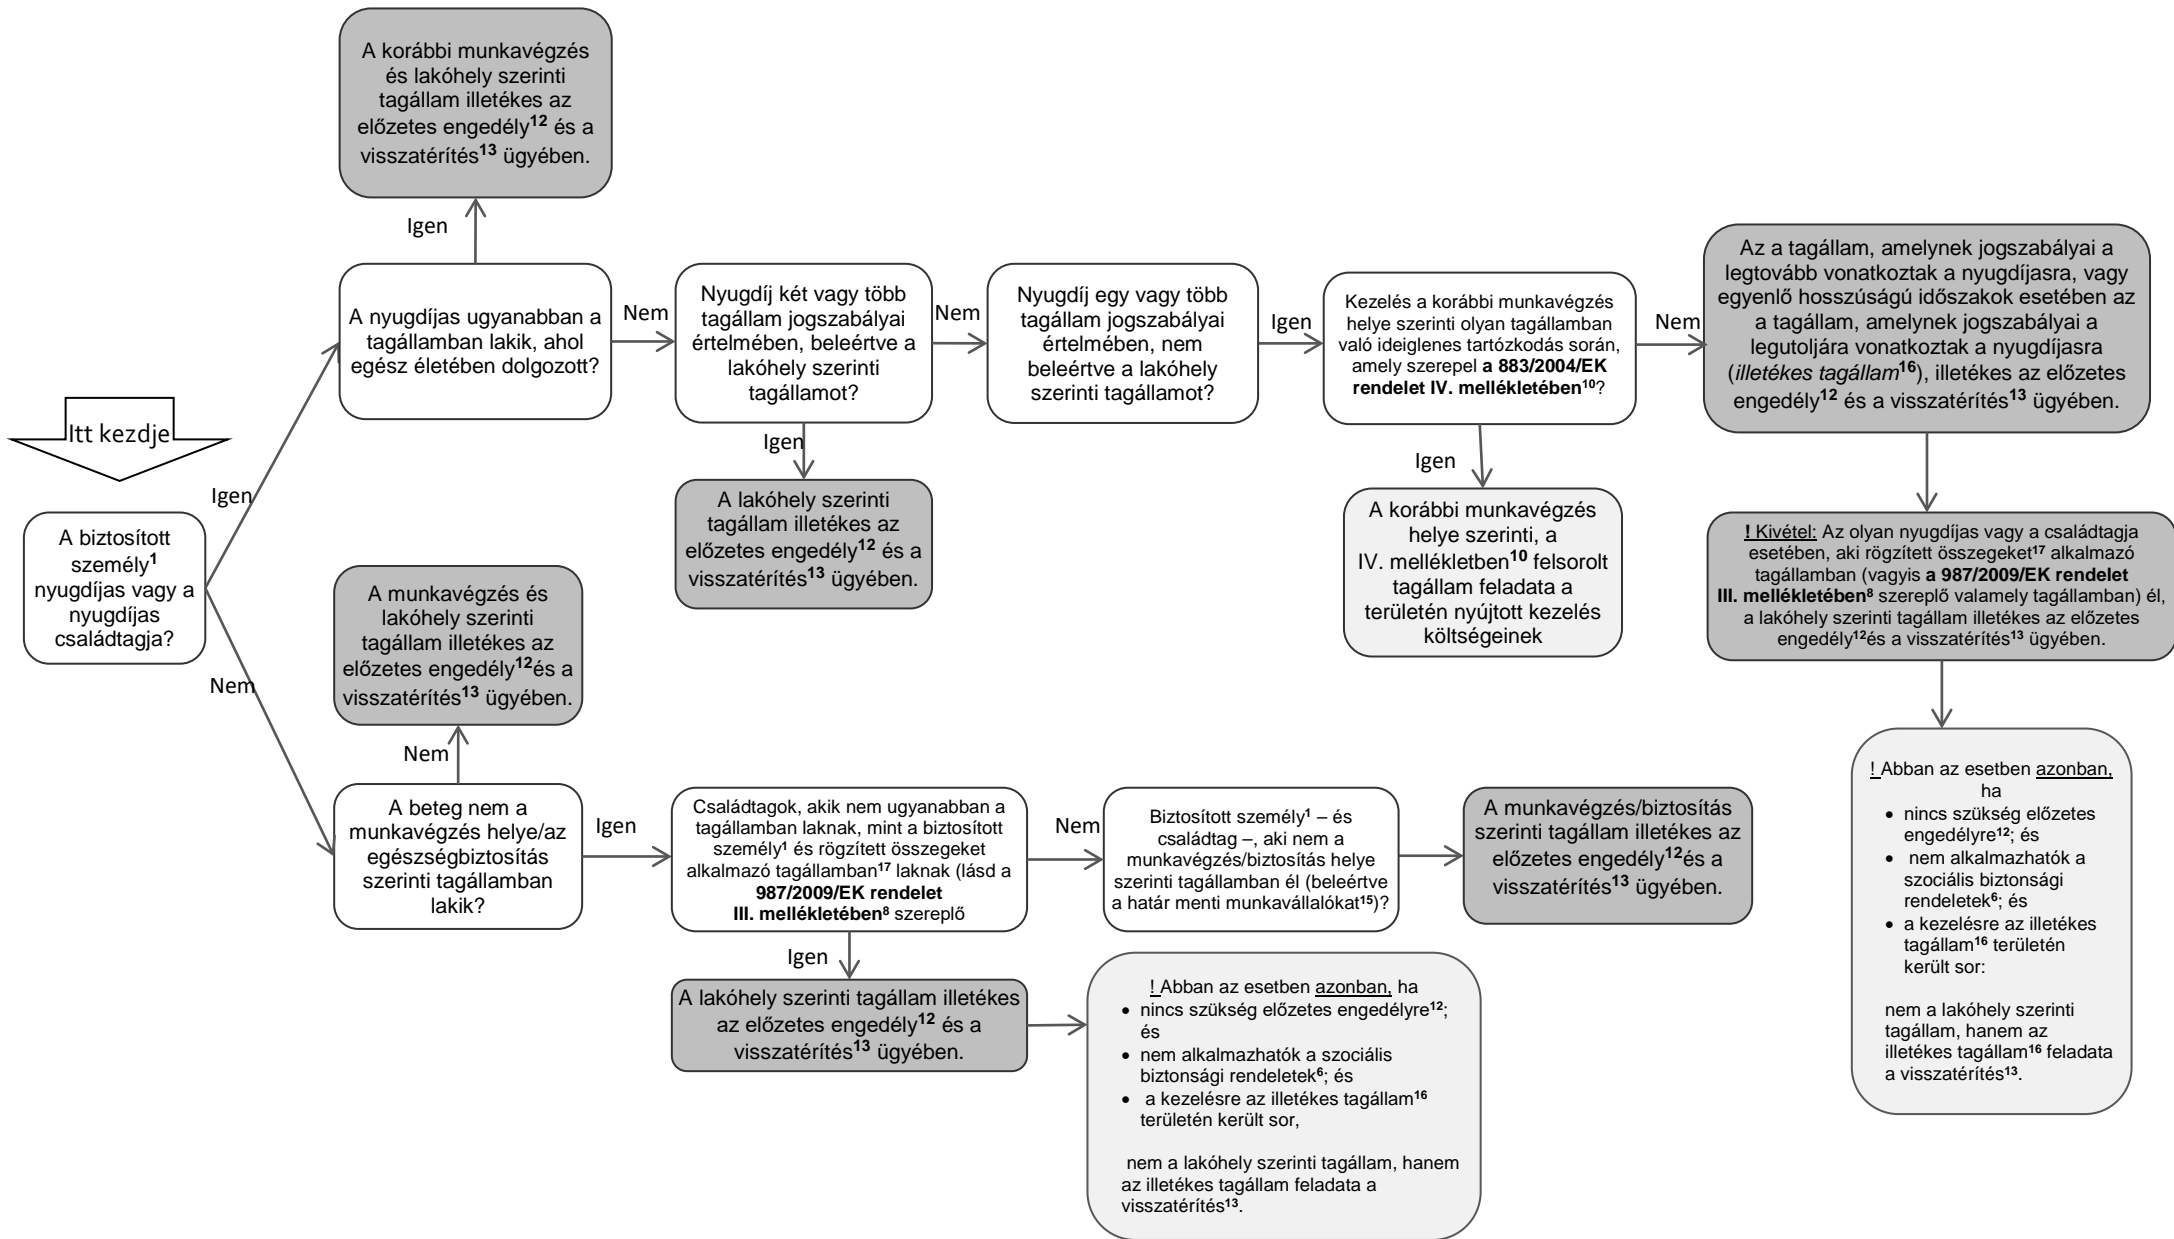 A korábbi munkavégzés
és lakóhely szerinti
tagállam illetékes az
előzetes engedély¹² és a
visszatérítés¹³ ügyében.
Igen
A nyugdíjas ugyanabban a
tagállamban lakik, ahol
egész életében dolgozott?
Nem
Nyugdíj két vagy több
tagállam jogszabályai
értelmében, beleértve a
lakóhely szerinti
tagállamot?
Nem
Nyugdíj egy vagy több
tagállam jogszabályai
értelmében, nem
beleértve a lakóhely
szerinti tagállamot?
Igen
Kezelés a korábbi munkavégzés
helye szerinti olyan tagállamban
való ideiglenes tartózkodás során,
amely szerepel a 883/2004/EK
rendelet IV. mellékletében¹⁰?
Nem
Az a tagállam, amelynek jogszabályai a
legtovább vonatkoztak a nyugdíjasra, vagy
egyenlő hosszúságú időszakok esetében az
a tagállam, amelynek jogszabályai a
legutoljára vonatkoztak a nyugdíjasra
(illetékes tagállam¹⁶), illetékes az előzetes
engedély¹² és a visszatérítés¹³ ügyében.
Itt kezdje
Igen
A biztosított
személy¹
nyugdíjas vagy a
nyugdíjas
családtagja?
Nem
Igen
A lakóhely szerinti
tagállam illetékes az
előzetes engedély¹² és a
visszatérítés¹³ ügyében.
Igen
A korábbi munkavégzés
helye szerinti, a
IV. mellékletben¹⁰ felsorolt
tagállam feladata a
területén nyújtott kezelés
költségeinek
! Kivétel: Az olyan nyugdíjas vagy a családtagja
esetében, aki rögzített összegeket¹⁷ alkalmazó
tagállamban (vagyis a 987/2009/EK rendelet
III. mellékletében⁸ szereplő valamely tagállamban) él,
a lakóhely szerinti tagállam illetékes az előzetes
engedély¹²és a visszatérítés¹³ ügyében.
A munkavégzés és
lakóhely szerinti
tagállam illetékes az
előzetes engedély¹²és a
visszatérítés¹³ ügyében.
Nem
A beteg nem a
munkavégzés helye/az
egészségbiztosítás
szerinti tagállamban
lakik?
Igen
Családtagok, akik nem ugyanabban a
tagállamban laknak, mint a biztosított
személy¹ és rögzített összegeket
alkalmazó tagállamban¹⁷ laknak (lásd a
987/2009/EK rendelet
III. mellékletében⁸ szereplő
Nem
Biztosított személy¹ – és
családtag –, aki nem a
munkavégzés/biztosítás helye
szerinti tagállamban él (beleértve
a határ menti munkavállalókat¹⁵)?
A munkavégzés/biztosítás
szerinti tagállam illetékes az
előzetes engedély¹²és a
visszatérítés¹³ ügyében.
Igen
A lakóhely szerinti tagállam illetékes
az előzetes engedély¹² és a
visszatérítés¹³ ügyében.
! Abban az esetben azonban, ha
• nincs szükség előzetes engedélyre¹²;
és
• nem alkalmazhatók a szociális
biztonsági rendeletek⁶; és
• a kezelésre az illetékes tagállam¹⁶
területén került sor,
nem a lakóhely szerinti tagállam, hanem
az illetékes tagállam feladata a
visszatérítés¹³.
! Abban az esetben azonban,
ha
• nincs szükség előzetes
engedélyre¹²; és
• nem alkalmazhatók a
szociális biztonsági
rendeletek⁶; és
• a kezelésre az illetékes
tagállam¹⁶ területén
került sor:
nem a lakóhely szerinti
tagállam, hanem az
illetékes tagállam¹⁶ feladata
a visszatérítés¹³.